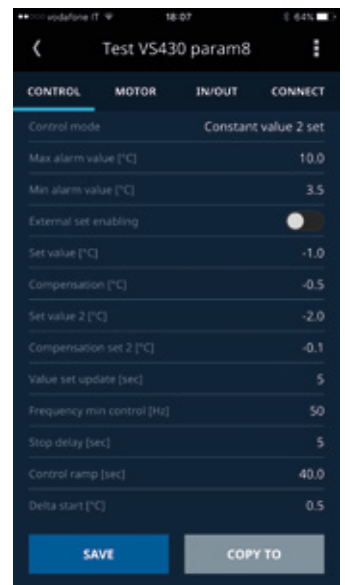 vodafone IT 18:07 64%
Test VS430 param8
CONTROL MOTOR IN/OUT CONNECT
Control mode Constant value 2 set
Max alarm value [°C] 10.0
Min alarm value [°C] 3.5
External set enabling
Set value [°C] -1.0
Compensation [°C] -0.5
Set value 2 [°C] -2.0
Compensation set 2 [°C] -0.1
Value set update [sec] 5
Frequency min control [Hz] 50
Stop delay [sec] 5
Control ramp [sec] 40.0
Delta start [°C] 0.5
SAVE COPY TO